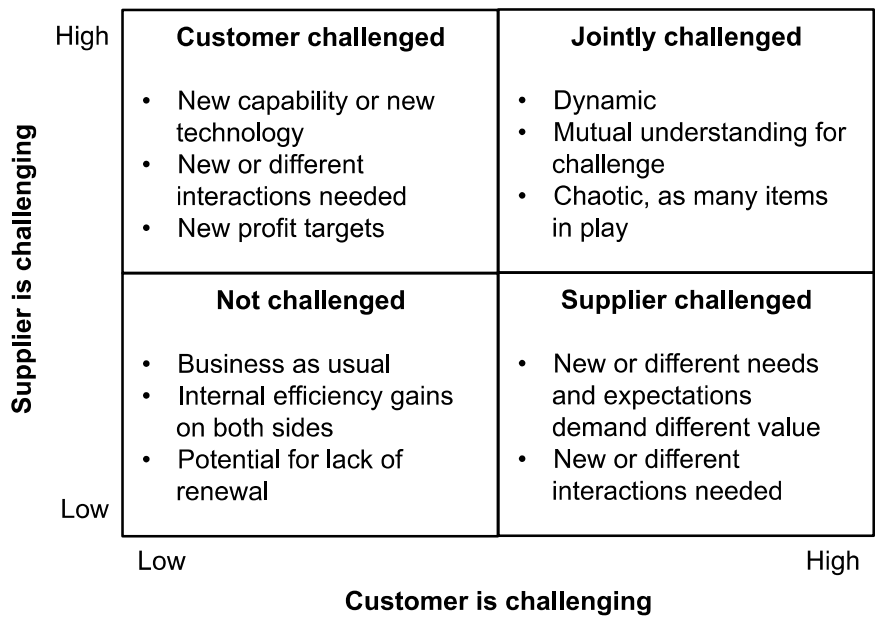 High
Customer challenged
• New capability or new
technology
• New or different
interactions needed
• New profit targets
Jointly challenged
• Dynamic
• Mutual understanding for
challenge
• Chaotic, as many items
in play
Supplier is challenging
Not challenged
• Business as usual
• Internal efficiency gains
on both sides
• Potential for lack of
renewal
Supplier challenged
• New or different needs
and expectations
demand different value
• New or different
interactions needed
Low
Low
High
Customer is challenging